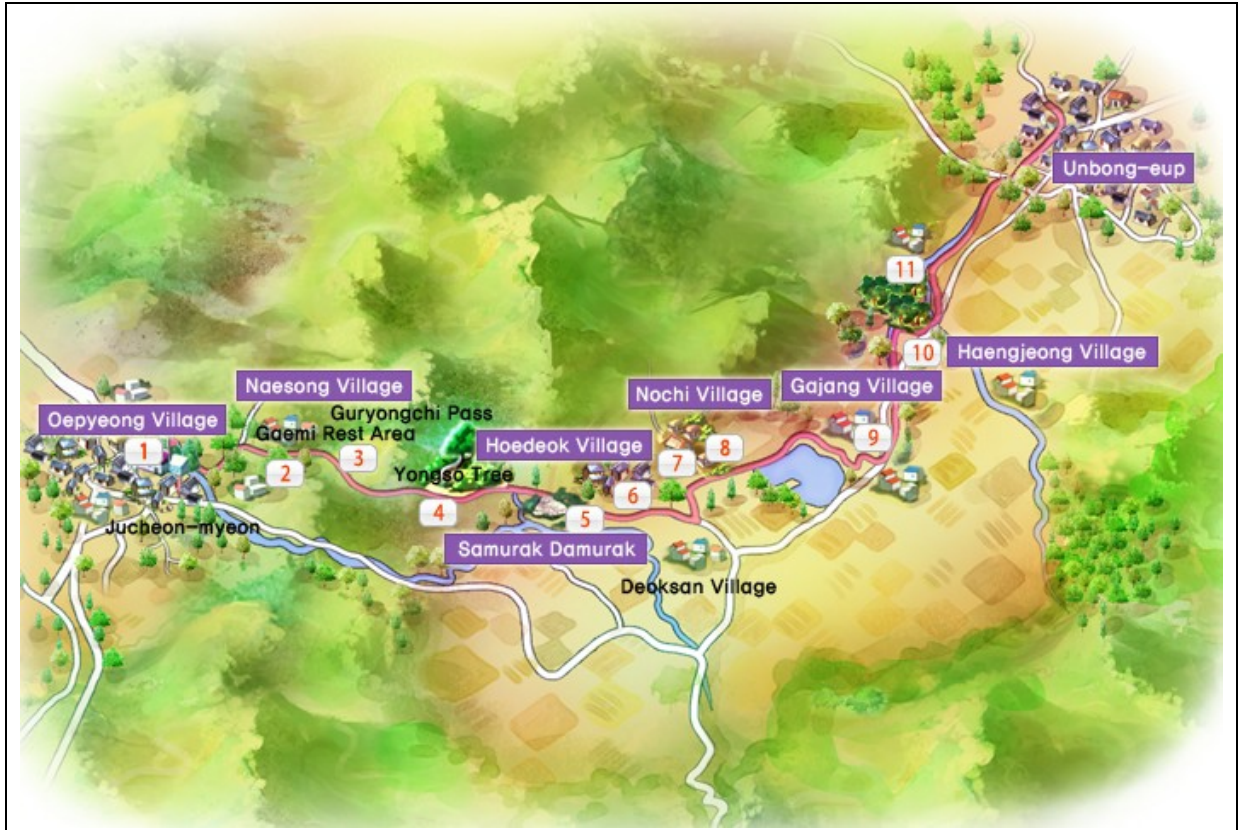 Unbong-eup
11
10
Haengjeong Village
Naesong Village
Nochi Village
Gajang Village
Oepyeong Village
Guryongchi Pass
Gaemi Rest Area
Hoedeok Village
1
2
3
Yongso Tree
7
8
9
6
4
5
Jucheon-myeon
Samurak Damurak
Deoksan Village